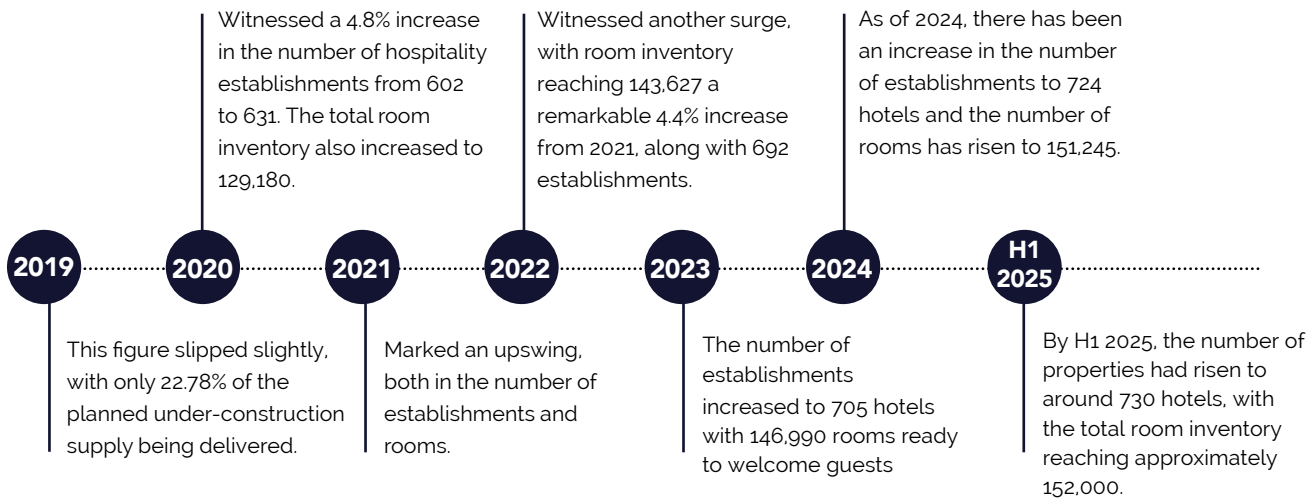 Witnessed a 4.8% increase
in the number of hospitality
establishments from 602
to 631. The total room
inventory also increased to
129,180.
Witnessed another surge,
with room inventory
reaching 143,627 a
remarkable 4.4% increase
from 2021, along with 692
establishments.
As of 2024, there has been
an increase in the number
of establishments to 724
hotels and the number of
rooms has risen to 151,245.
2019
2020
2021
2022
2023
2024
H1
2025
This figure slipped slightly,
with only 22.78% of the
planned under-construction
supply being delivered.
Marked an upswing,
both in the number of
establishments and
rooms.
The number of
establishments
increased to 705 hotels
with 146,990 rooms ready
to welcome guests
By H1 2025, the number of
properties had risen to
around 730 hotels, with
the total room inventory
reaching approximately
152,000.